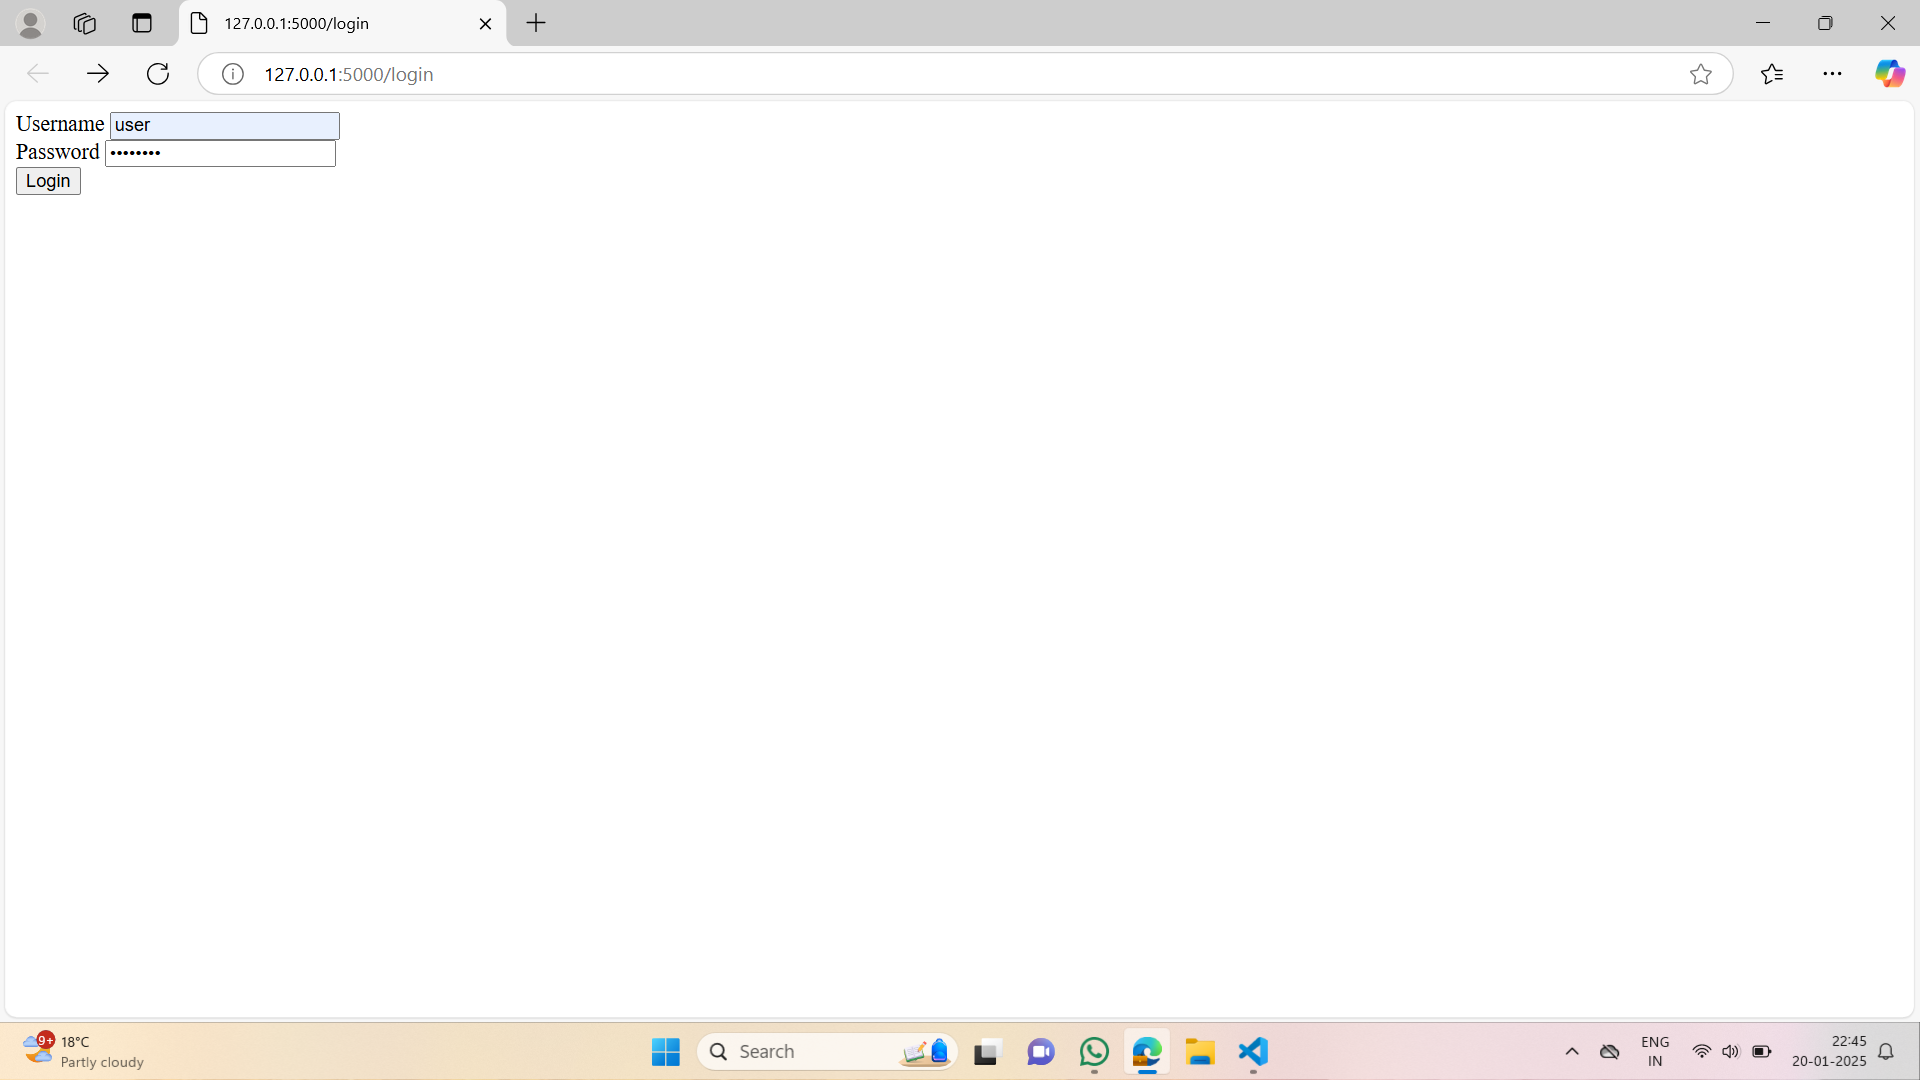 127.0.0.1:5000/login
127.0.0.1:5000/login
Username user
Password ••••••••
Login
9+
18°C
Partly cloudy
Search
ENG
IN
22:45
20-01-2025